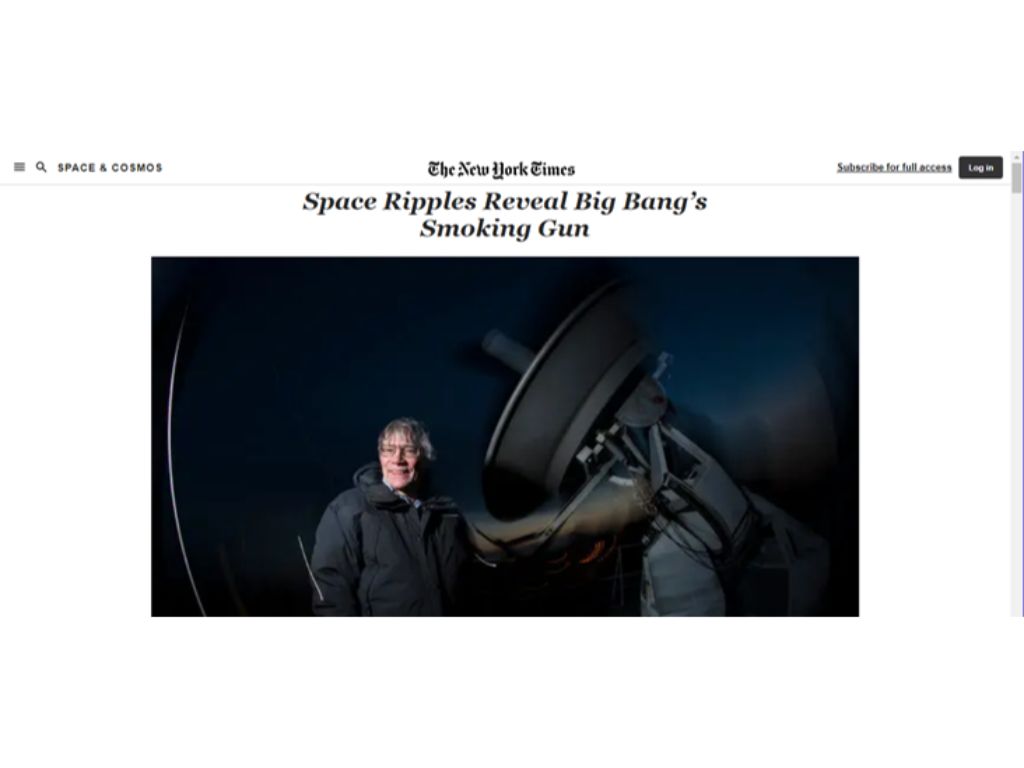 SPACE & COSMOS
The New York Times
Subscribe for full access
Log in
Space Ripples Reveal Big Bang’s
Smoking Gun